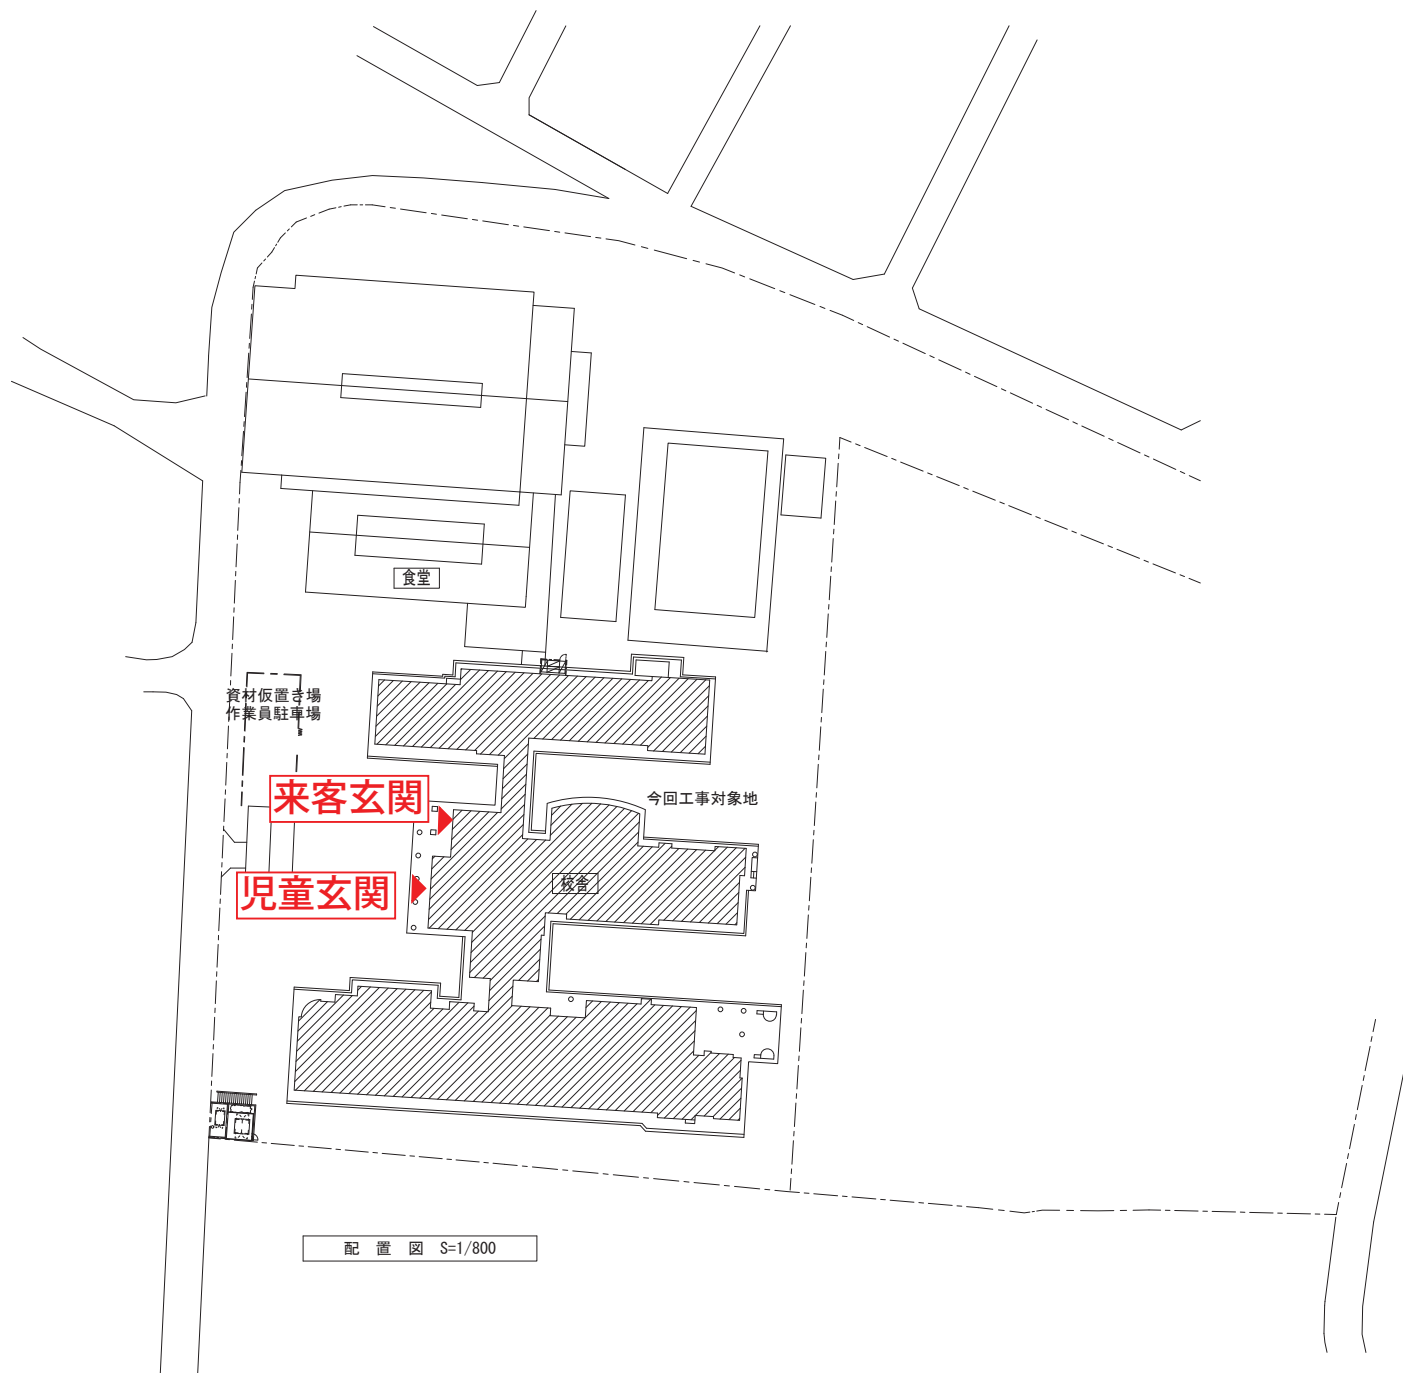 食堂
資材仮置き場
作業員駐車場
来客玄関
今回工事対象地
児童玄関
校舎
配 置 図 S=1/800